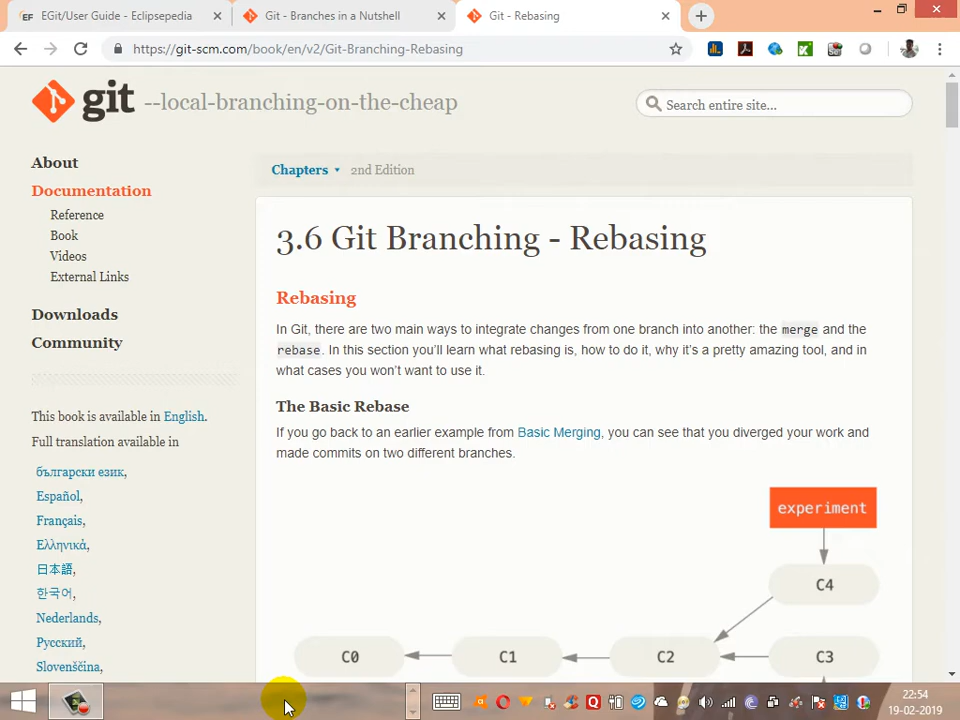 EGit/User Guide - Eclipsepedia
Git - Branches in a Nutshell
Git - Rebasing
https://git-scm.com/book/en/v2/Git-Branching-Rebasing
git --local-branching-on-the-cheap
Search entire site...
About
Documentation
Reference
Book
Videos
External Links
Downloads
Community
This book is available in English.
Full translation available in
български език,
Español,
Français,
Ελληνικά,
日本語,
한국어,
Nederlands,
Русский,
Slovenščina,
Chapters 2nd Edition
3.6 Git Branching - Rebasing
Rebasing
In Git, there are two main ways to integrate changes from one branch into another: the merge and the
rebase. In this section you’ll learn what rebasing is, how to do it, why it’s a pretty amazing tool, and in
what cases you won’t want to use it.
The Basic Rebase
If you go back to an earlier example from Basic Merging, you can see that you diverged your work and
made commits on two different branches.
experiment
C4
C0
C1
C2
C3
22:54
19-02-2019